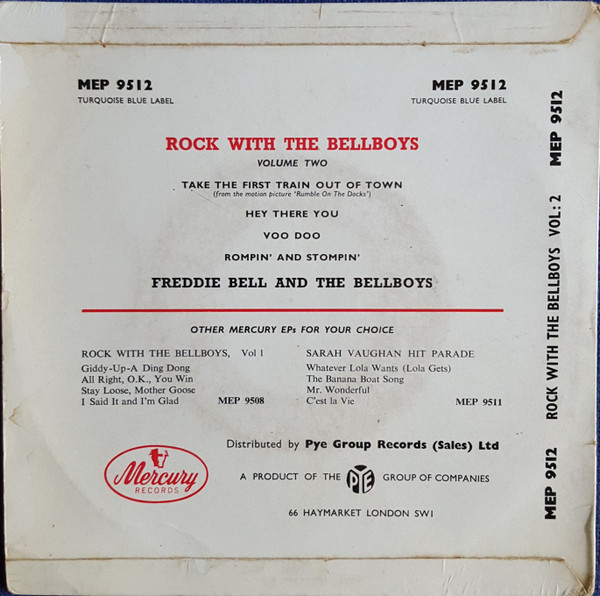 MEP 9512
TURQUOISE BLUE LABEL
MEP 9512
TURQUOISE BLUE LABEL
ROCK WITH THE BELLBOYS
VOLUME TWO
TAKE THE FIRST TRAIN OUT OF TOWN
(from the motion picture "Rumble On The Docks")
HEY THERE YOU
VOO DOO
ROMPIN' AND STOMPIN'
FREDDIE BELL AND THE BELLBOYS
OTHER MERCURY EPs FOR YOUR CHOICE
ROCK WITH THE BELLBOYS, Vol 1
Giddy-Up-A Ding Dong
All Right, O.K., You Win
Stay Loose, Mother Goose
I Said It and I'm Glad MEP 9508
SARAH VAUGHAN HIT PARADE
Whatever Lola Wants (Lola Gets)
The Banana Boat Song
Mr. Wonderful
C'est la Vie MEP 9511
Mercury
RECORDS
Distributed by Pye Group Records (Sales) Ltd
A PRODUCT OF THE PYE GROUP OF COMPANIES
66 HAYMARKET LONDON SW1
MEP 9512 ROCK WITH THE BELLBOYS VOL: 2 MEP 9512